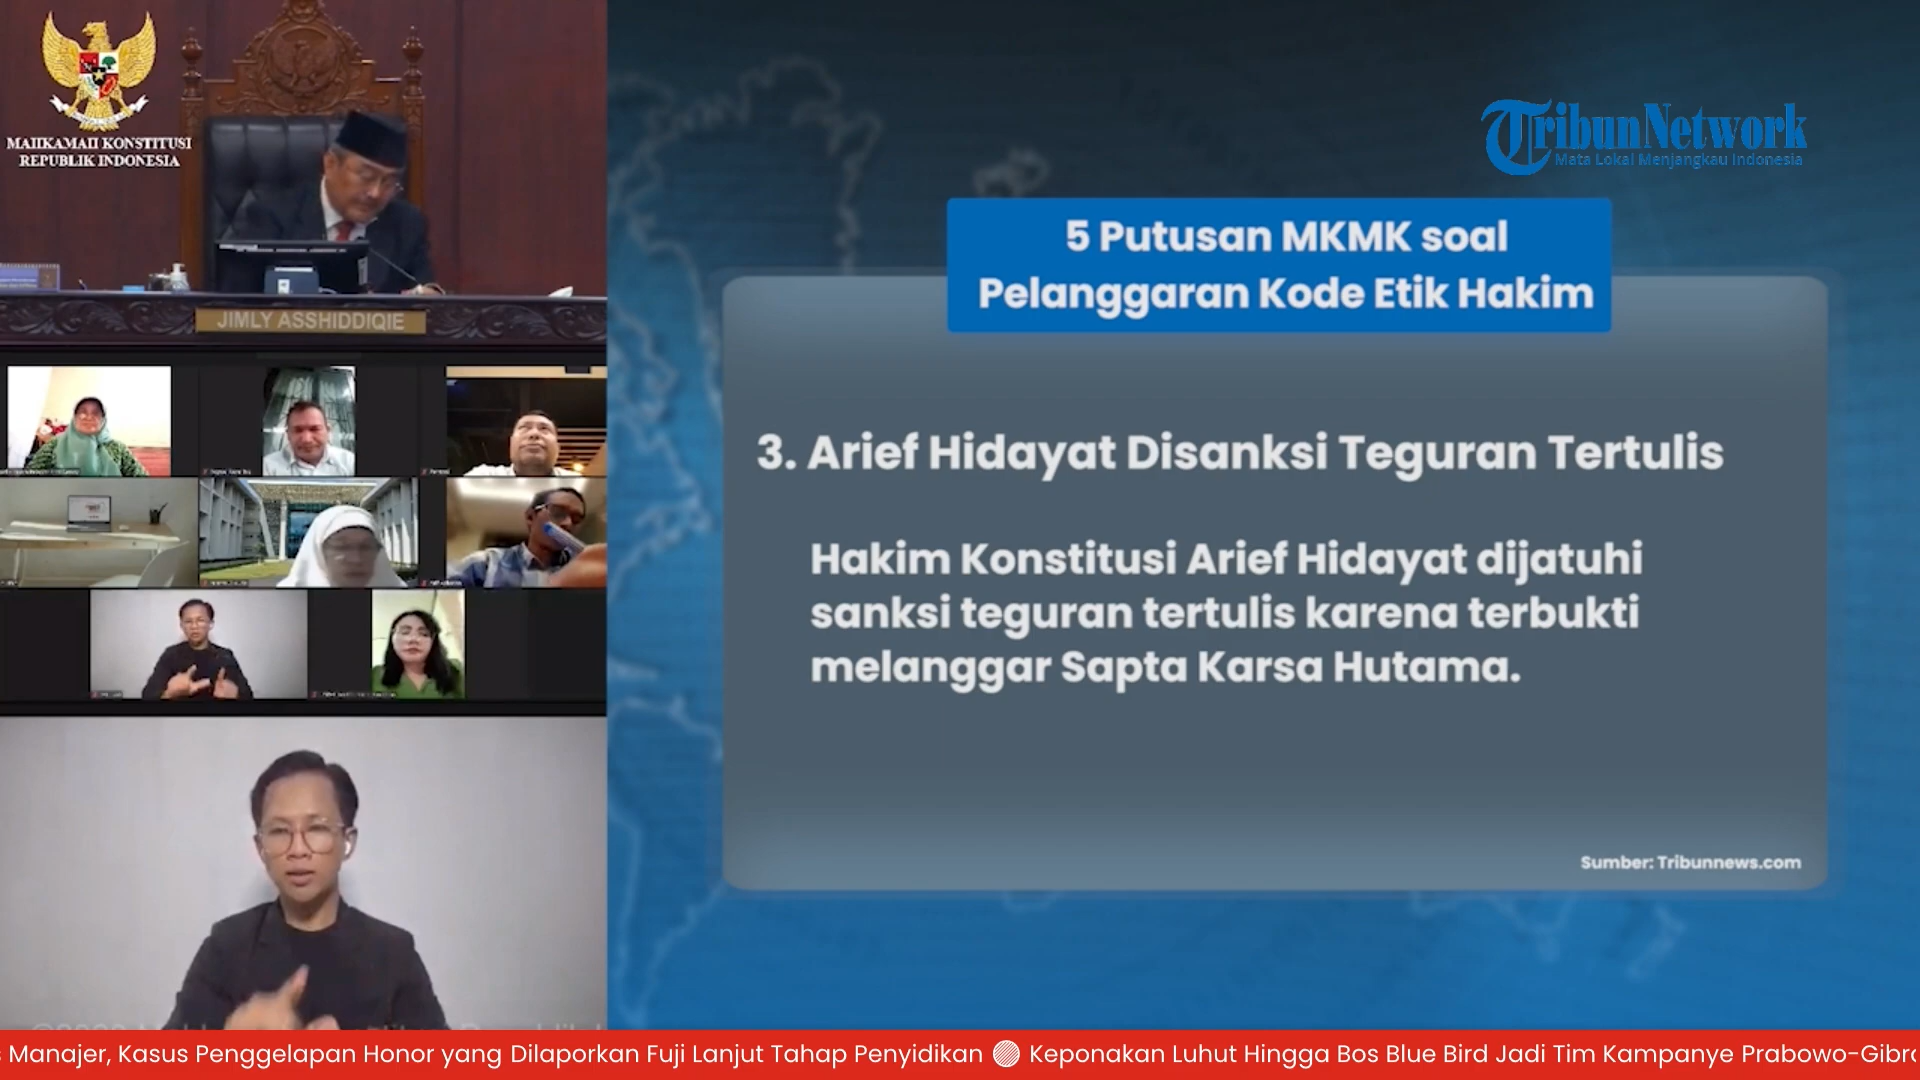 MAHKAMAH KONSTITUSI
REPUBLIK INDONESIA
JIMLY ASSHIDDIQIE
TribunNetwork
Mata Lokal Menjangkau Indonesia
5 Putusan MKMK soal
Pelanggaran Kode Etik Hakim
3. Arief Hidayat Disanksi Teguran Tertulis
Hakim Konstitusi Arief Hidayat dijatuhi
sanksi teguran tertulis karena terbukti
melanggar Sapta Karsa Hutama.
Sumber: Tribunnews.com
Manajer, Kasus Penggelapan Honor yang Dilaporkan Fuji Lanjut Tahap Penyidikan Keponakan Luhut Hingga Bos Blue Bird Jadi Tim Kampanye Prabowo-Gibr